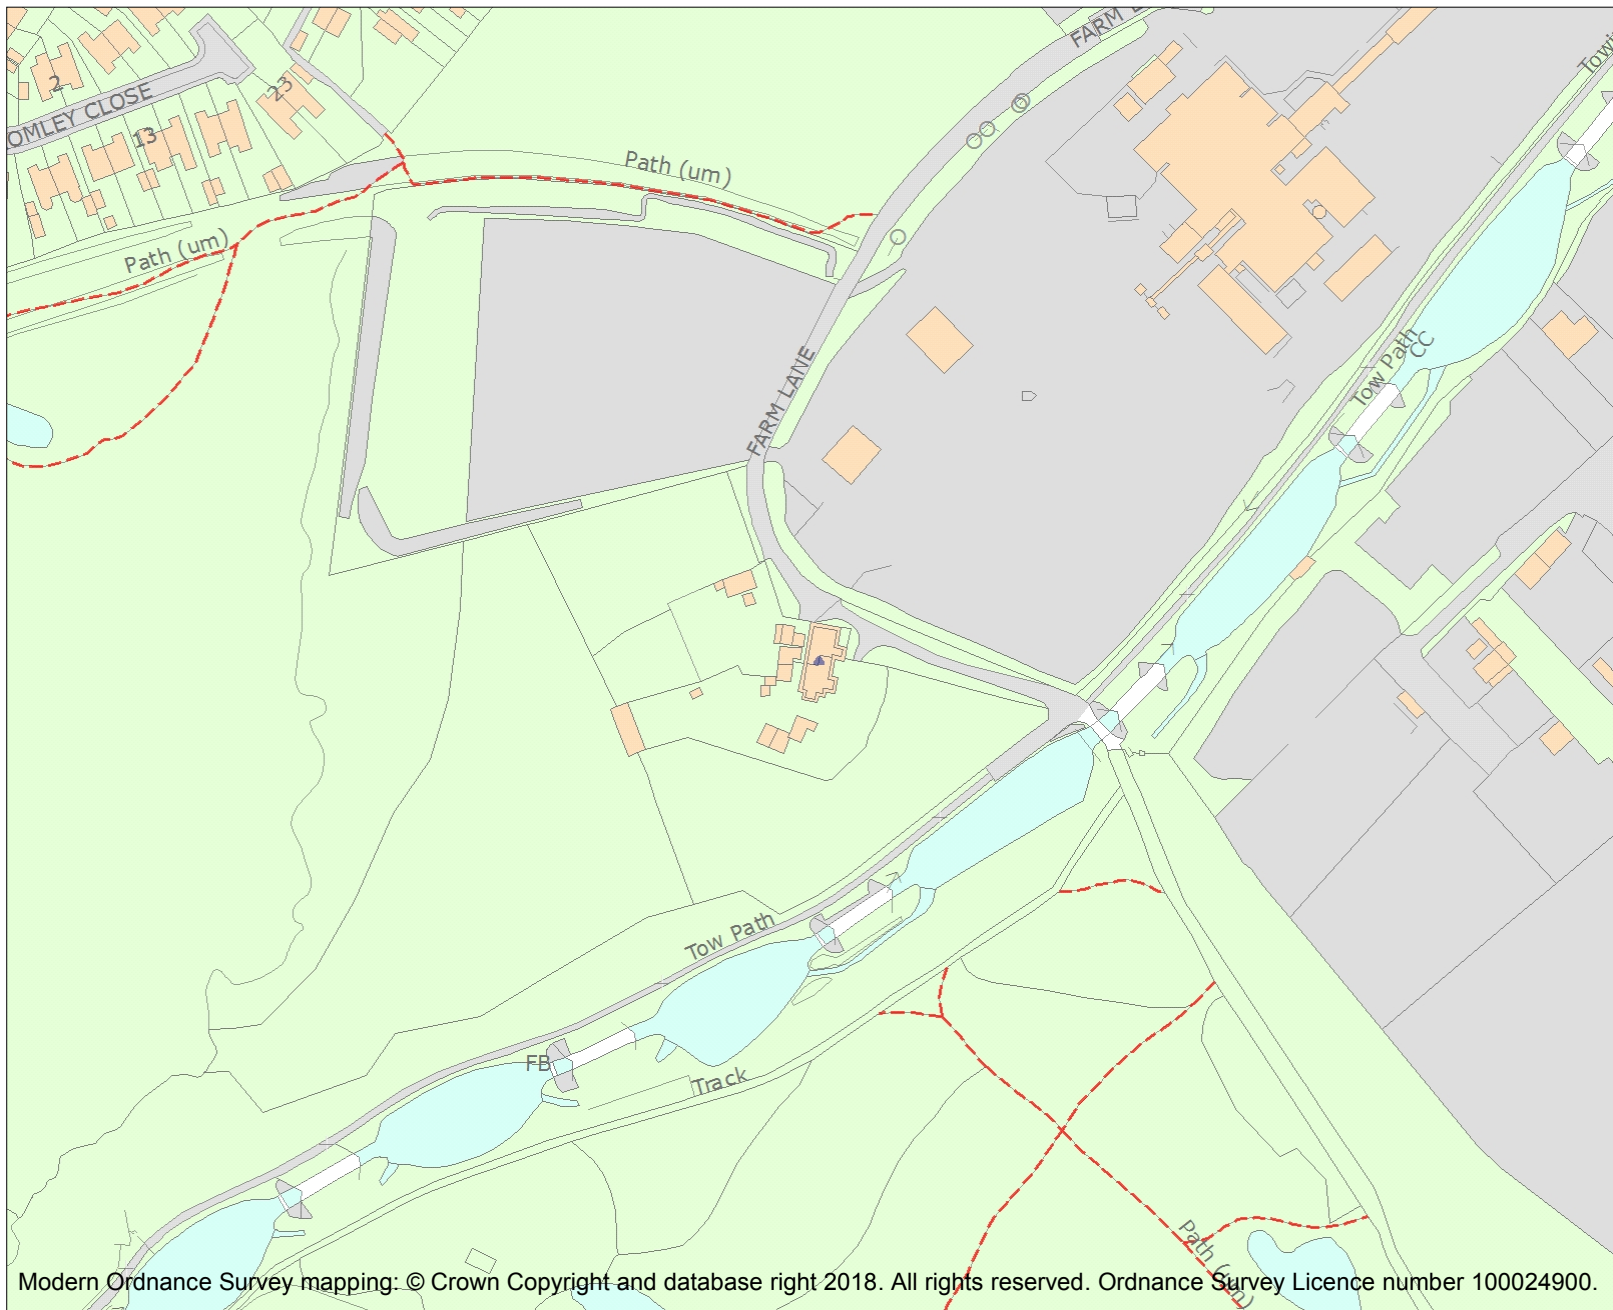 FARM L
Towi
2
23
OMLEY CLOSE
13
Path (um)
Path (um)
FARM LANE
Tow Path
CC
Tow Path
FB
Track
Path (um)
Modern Ordnance Survey mapping: © Crown Copyright and database right 2018. All rights reserved. Ordnance Survey Licence number 100024900.